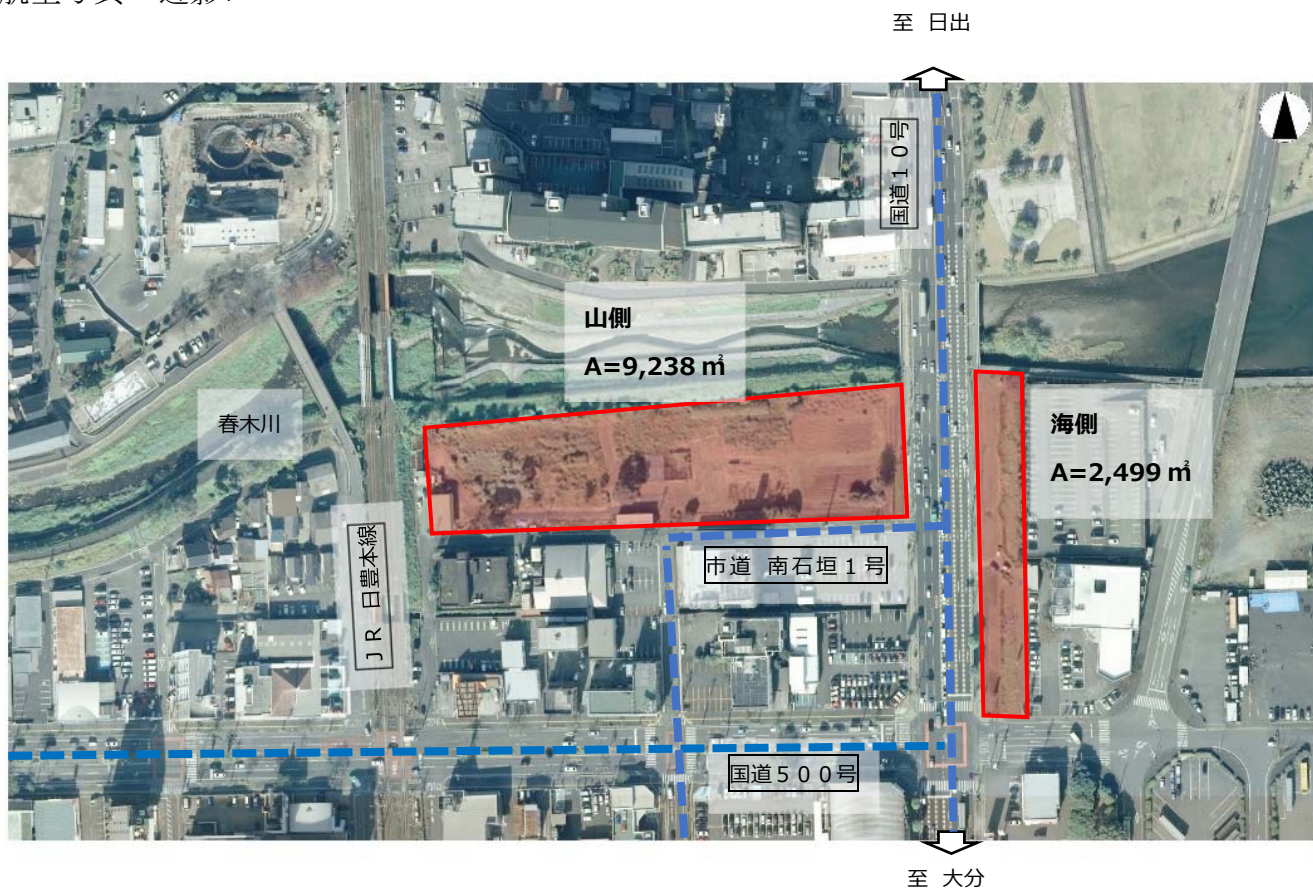 至 日出
国道１０号
山側
A=9,238 ㎡
春木川
海側
A=2,499 ㎡
ＪＲ 日豊本線
市道 南石垣１号
国道５００号
至 大分